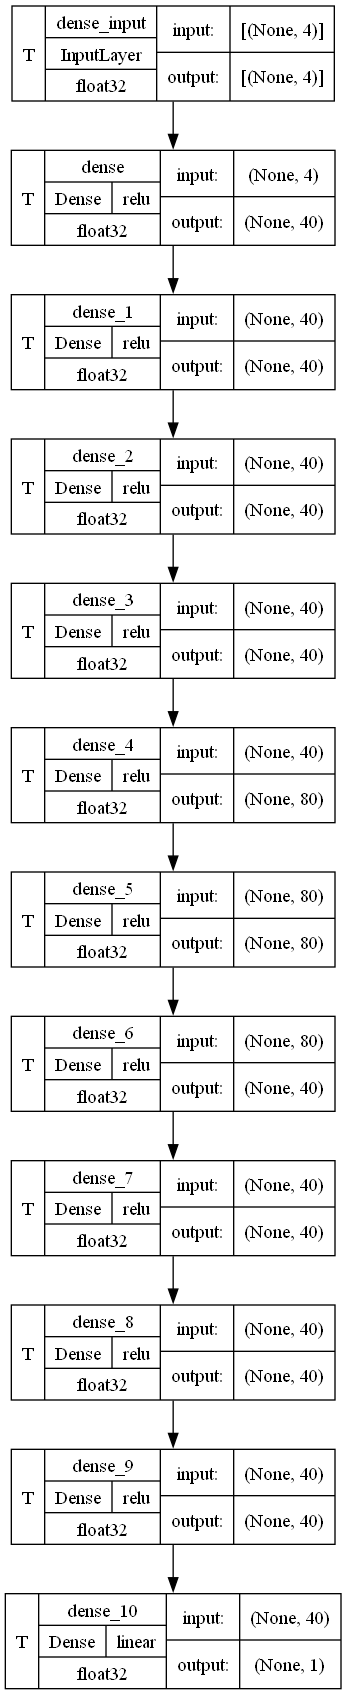 T dense_input input: [(None, 4)]
InputLayer
float32 output: [(None, 4)]
T dense input: (None, 4)
Dense relu
float32 output: (None, 40)
T dense_1 input: (None, 40)
Dense relu
float32 output: (None, 40)
T dense_2 input: (None, 40)
Dense relu
float32 output: (None, 40)
T dense_3 input: (None, 40)
Dense relu
float32 output: (None, 40)
T dense_4 input: (None, 40)
Dense relu
float32 output: (None, 80)
T dense_5 input: (None, 80)
Dense relu
float32 output: (None, 80)
T dense_6 input: (None, 80)
Dense relu
float32 output: (None, 40)
T dense_7 input: (None, 40)
Dense relu
float32 output: (None, 40)
T dense_8 input: (None, 40)
Dense relu
float32 output: (None, 40)
T dense_9 input: (None, 40)
Dense relu
float32 output: (None, 40)
T dense_10 input: (None, 40)
Dense linear
float32 output: (None, 1)